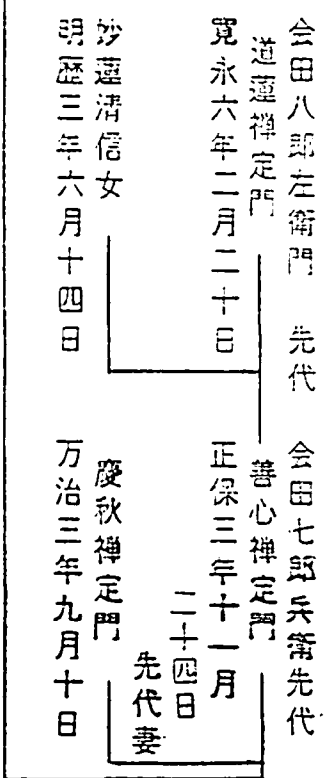 会田八郎左衛門　先代
道蓮禅定門
寛永六年二月二十日
妙蓮清信女
明歴三年六月十四日
会田七郎兵衛先代
善心禅定門
正保三年十一月
二十四日
先代妻
慶秋禅定門
万治三年九月十日